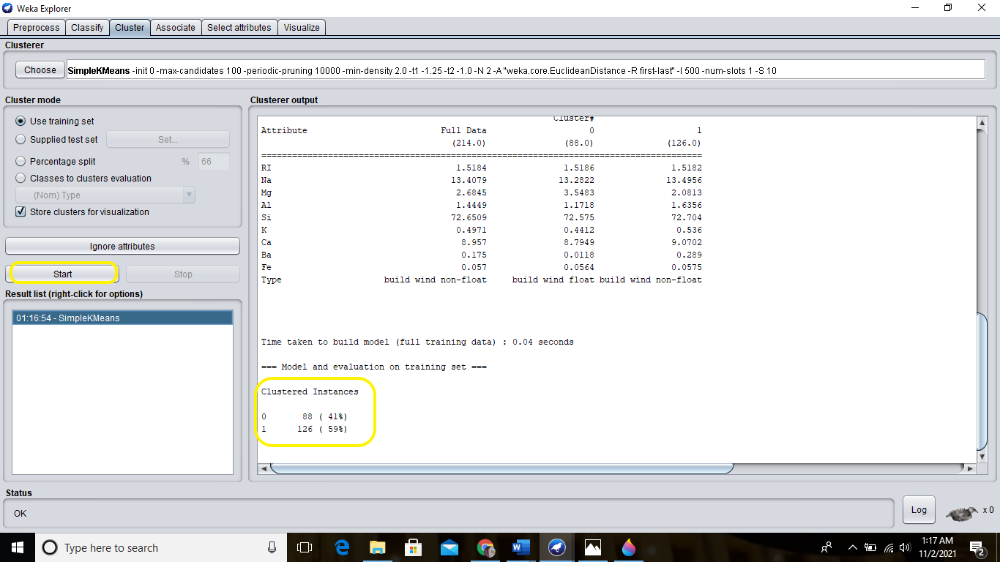 Weka Explorer
Preprocess Classify Cluster Associate Select attributes Visualize
Clusterer
Choose SimpleKMeans -init 0 -max-candidates 100 -periodic-pruning 10000 -min-density 2.0 -t1 -1.25 -t2 -1.0 -N 2 -A "weka.core.EuclideanDistance -R first-last" -I 500 -num-slots 1 -S 10
Cluster mode
Use training set
Supplied test set Set...
Percentage split % 66
Classes to clusters evaluation
(Nom) Type
Store clusters for visualization
Ignore attributes
Start Stop
Result list (right-click for options)
01:16:54 - SimpleKMeans
Clusterer output
Cluster#
Attribute Full Data 0 1
(214.0) (88.0) (126.0)
======================================================================================
RI 1.5184 1.5186 1.5182
Na 13.4079 13.2822 13.4956
Mg 2.6845 3.5483 2.0813
Al 1.4449 1.1718 1.6356
Si 72.6509 72.575 72.704
K 0.4971 0.4412 0.536
Ca 8.957 8.7949 9.0702
Ba 0.175 0.0118 0.289
Fe 0.057 0.0564 0.0575
Type build wind non-float build wind float build wind non-float
Time taken to build model (full training data) : 0.04 seconds
=== Model and evaluation on training set ===
Clustered Instances
0 88 ( 41%)
1 126 ( 59%)
Status
OK
Log x 0
Type here to search
1:17 AM
11/2/2021
2